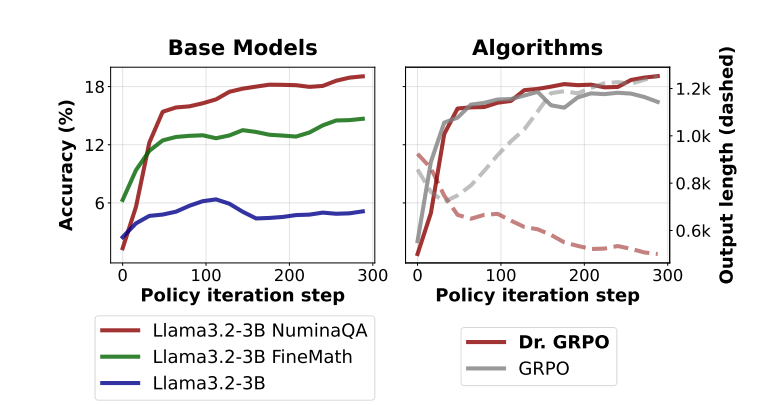 Base Models
Algorithms
Accuracy (%)
18
12
6
0
100
200
300
Policy iteration step
0
100
200
300
Policy iteration step
1.2k
1.0k
0.8k
0.6k
Output length (dashed)
Llama3.2-3B NuminaQA
Llama3.2-3B FineMath
Llama3.2-3B
Dr. GRPO
GRPO